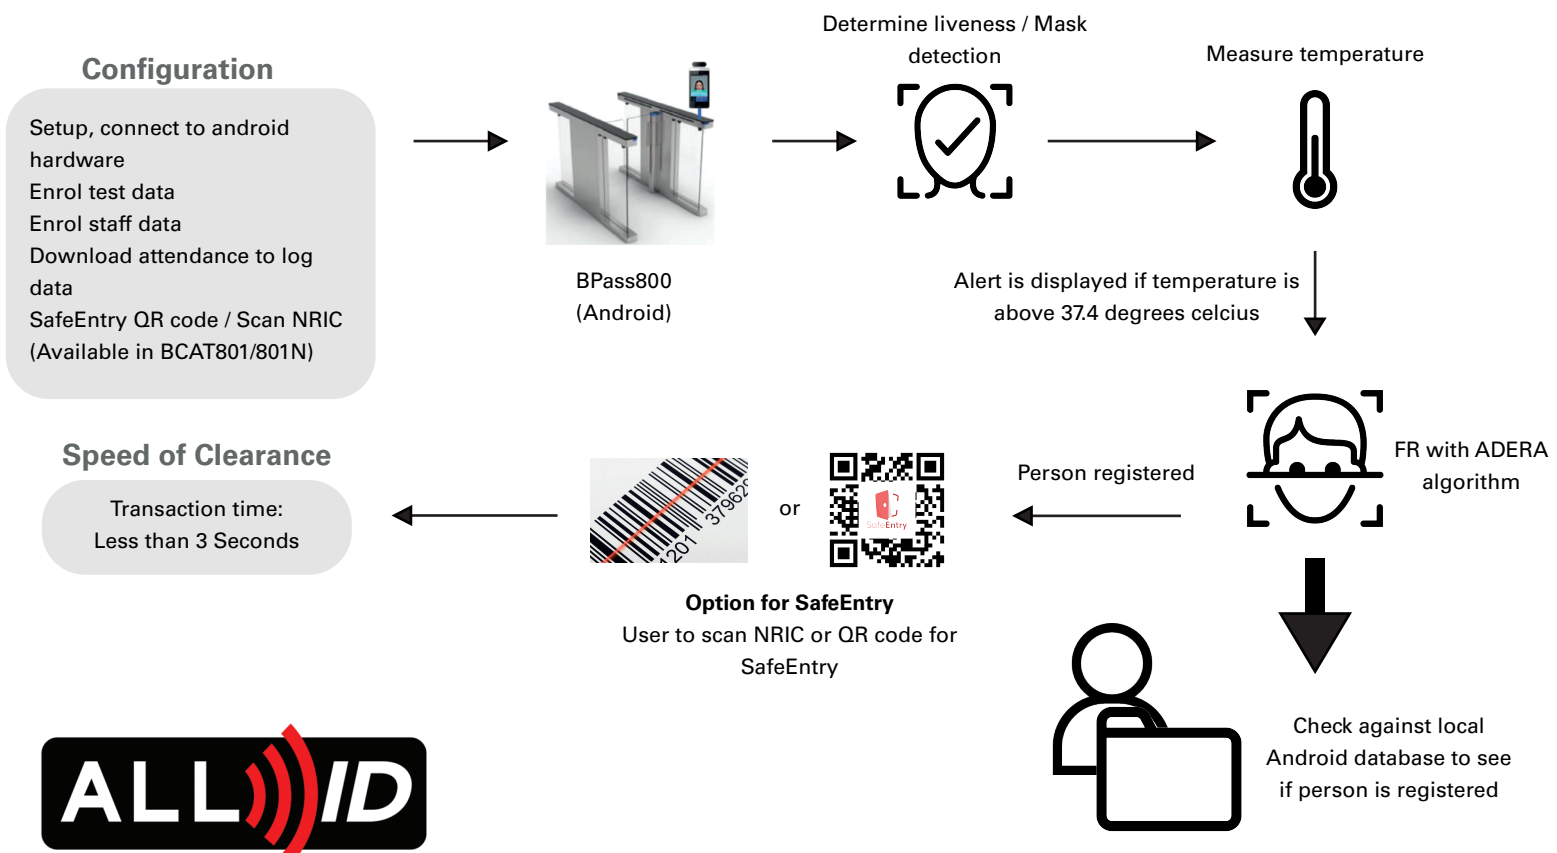 Configuration
Setup, connect to android
hardware
Enrol test data
Enrol staff data
Download attendance to log
data
SafeEntry QR code / Scan NRIC
(Available in BCAT801/801N)
BPass800
(Android)
Determine liveness / Mask
detection
Measure temperature
Alert is displayed if temperature is
above 37.4 degrees celcius
FR with ADERA
algorithm
Check against local
Android database to see
if person is registered
Person registered
SafeEntry
or
1201 379628
Option for SafeEntry
User to scan NRIC or QR code for
SafeEntry
Speed of Clearance
Transaction time:
Less than 3 Seconds
ALL ID